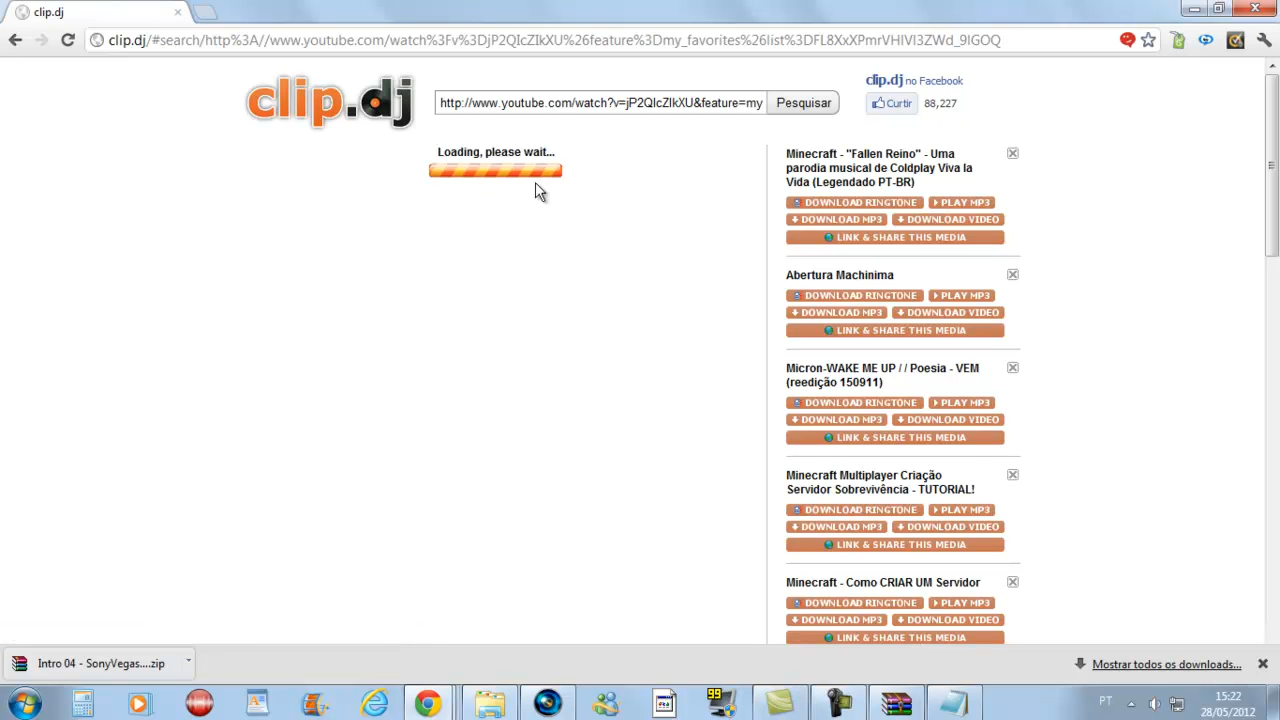 clip.dj
clip.dj/#search/http%3A//www.youtube.com/watch%3Fv%3DjP2QIcZIkXU%26feature%3Dmy_favorites%26list%3DFL8XxXPmrVHIVI3ZWd_9IGOQ
clip.dj
http://www.youtube.com/watch?v=jP2QIcZIkXU&feature=my
Pesquisar
clip.dj no Facebook
Curtir 88,227
Loading, please wait...
Minecraft - "Fallen Reino" - Uma
parodia musical de Coldplay Viva la
Vida (Legendado PT-BR)
DOWNLOAD RINGTONE PLAY MP3
DOWNLOAD MP3 DOWNLOAD VIDEO
LINK & SHARE THIS MEDIA
Abertura Machinima
DOWNLOAD RINGTONE PLAY MP3
DOWNLOAD MP3 DOWNLOAD VIDEO
LINK & SHARE THIS MEDIA
Micron-WAKE ME UP / / Poesia - VEM
(reedição 150911)
DOWNLOAD RINGTONE PLAY MP3
DOWNLOAD MP3 DOWNLOAD VIDEO
LINK & SHARE THIS MEDIA
Minecraft Multiplayer Criação
Servidor Sobrevivência - TUTORIAL!
DOWNLOAD RINGTONE PLAY MP3
DOWNLOAD MP3 DOWNLOAD VIDEO
LINK & SHARE THIS MEDIA
Minecraft - Como CRIAR UM Servidor
DOWNLOAD RINGTONE PLAY MP3
DOWNLOAD MP3 DOWNLOAD VIDEO
LINK & SHARE THIS MEDIA
Intro 04 - SonyVegas....zip
Mostrar todos os downloads...
99
PT
15:22
28/05/2012